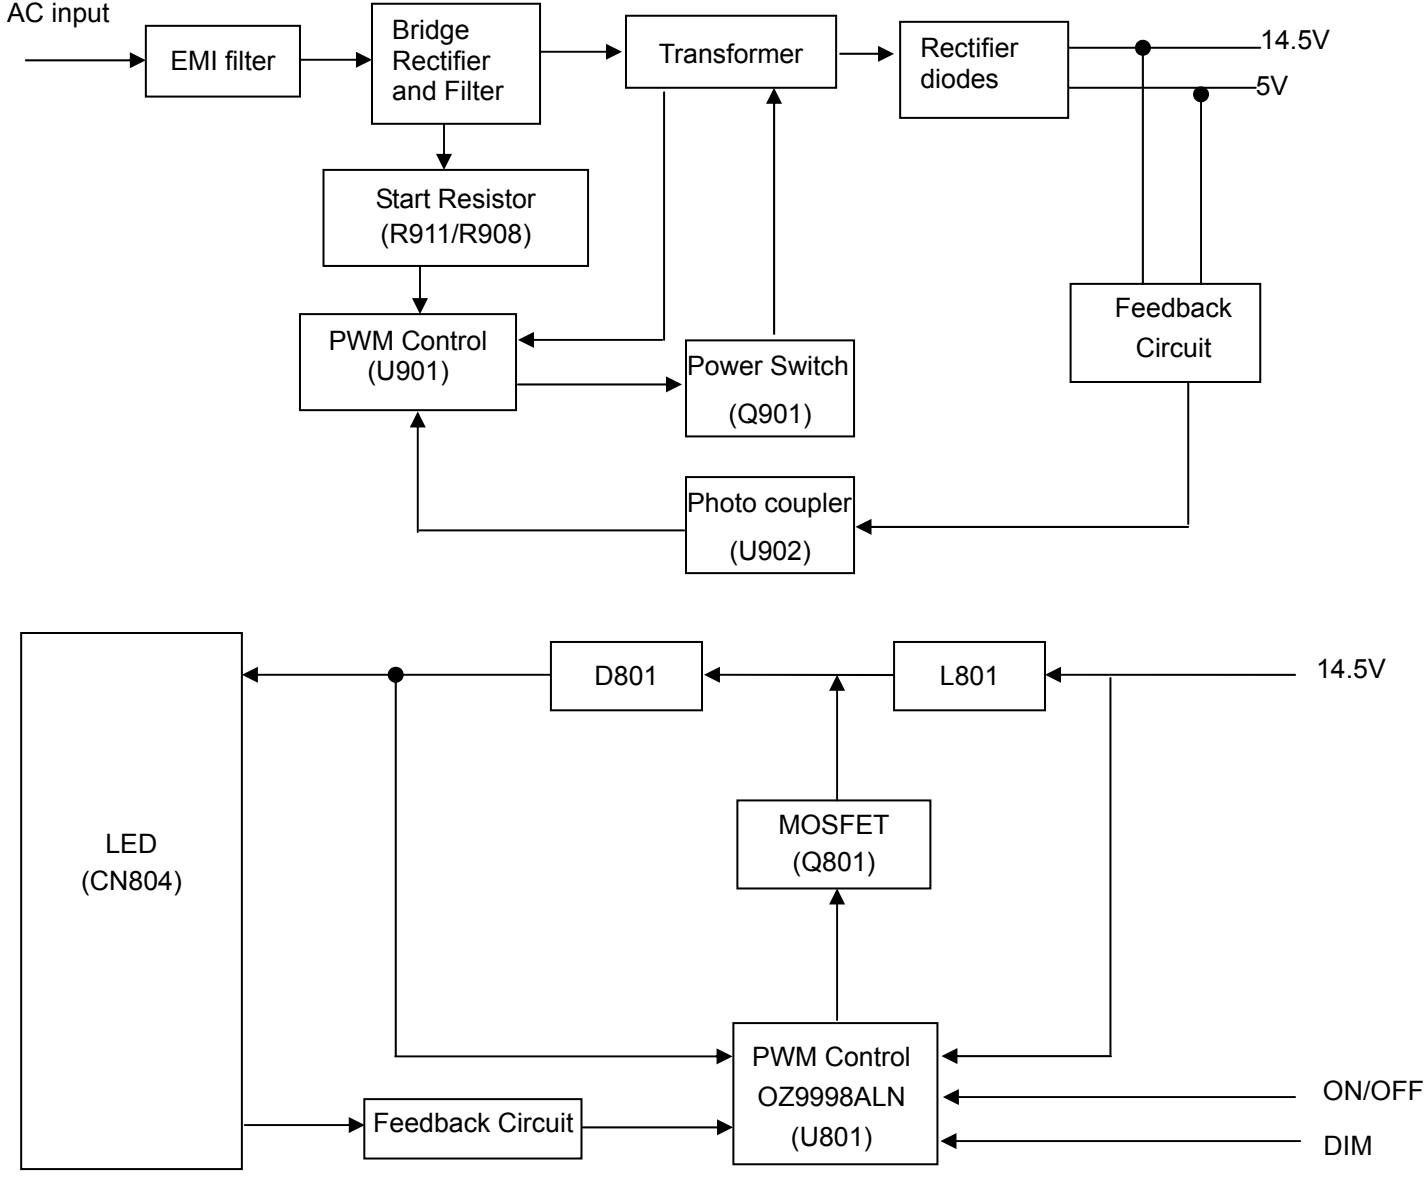 AC input
EMI filter
Bridge
Rectifier
and Filter
Transformer
Rectifier
diodes
14.5V
5V
Start Resistor
(R911/R908)
PWM Control
(U901)
Power Switch
(Q901)
Feedback
Circuit
Photo coupler
(U902)
LED
(CN804)
D801
L801
14.5V
MOSFET
(Q801)
PWM Control
OZ9998ALN
(U801)
Feedback Circuit
ON/OFF
DIM